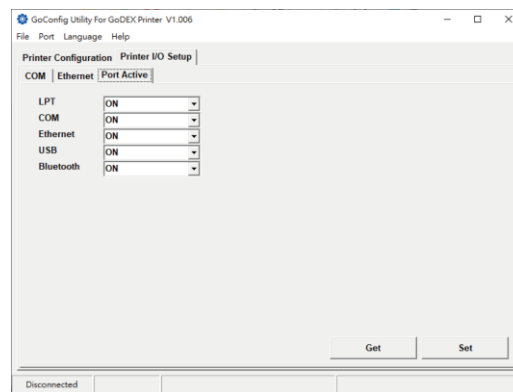 GoConfig Utility For GoDEX Printer V1.006
File Port Language Help
Printer Configuration Printer I/O Setup
COM Ethernet Port Active
LPT ON
COM ON
Ethernet ON
USB ON
Bluetooth ON
Get Set
Disconnected